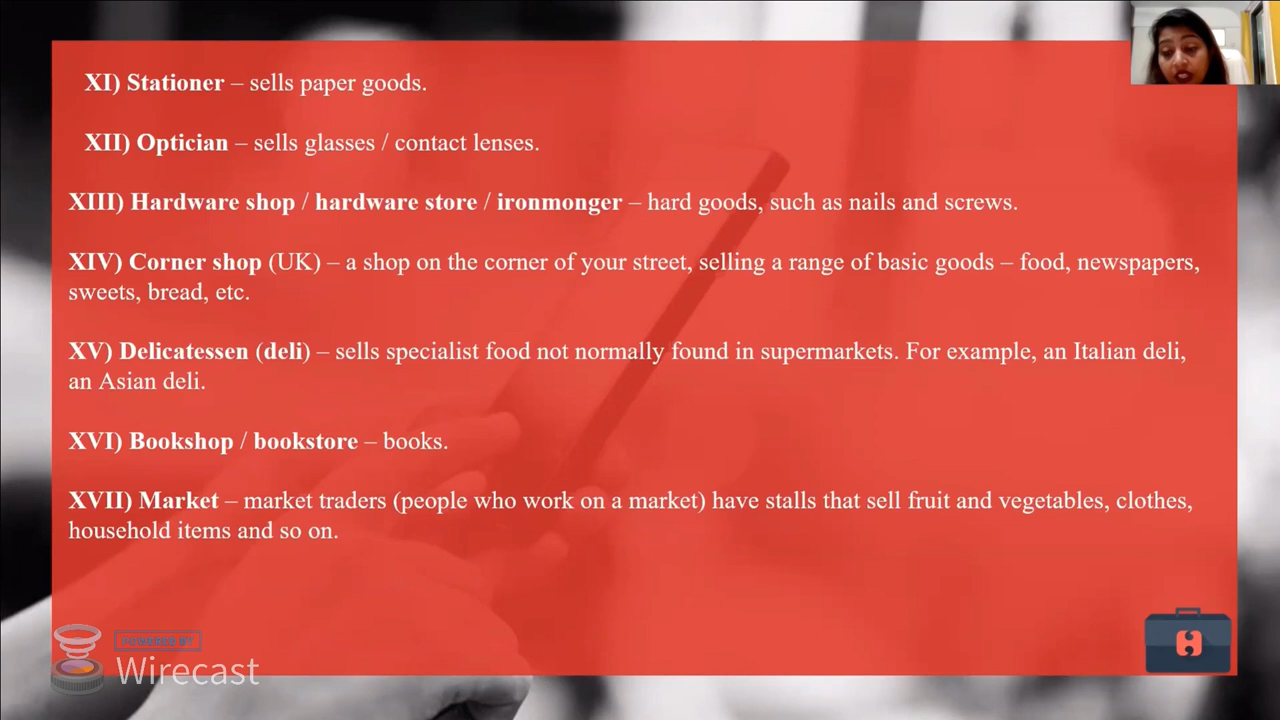 XI) Stationer – sells paper goods.
XII) Optician – sells glasses / contact lenses.
XIII) Hardware shop / hardware store / ironmonger – hard goods, such as nails and screws.
XIV) Corner shop (UK) – a shop on the corner of your street, selling a range of basic goods – food, newspapers,
sweets, bread, etc.
XV) Delicatessen (deli) – sells specialist food not normally found in supermarkets. For example, an Italian deli,
an Asian deli.
XVI) Bookshop / bookstore – books.
XVII) Market – market traders (people who work on a market) have stalls that sell fruit and vegetables, clothes,
household items and so on.
POWERED BY
Wirecast